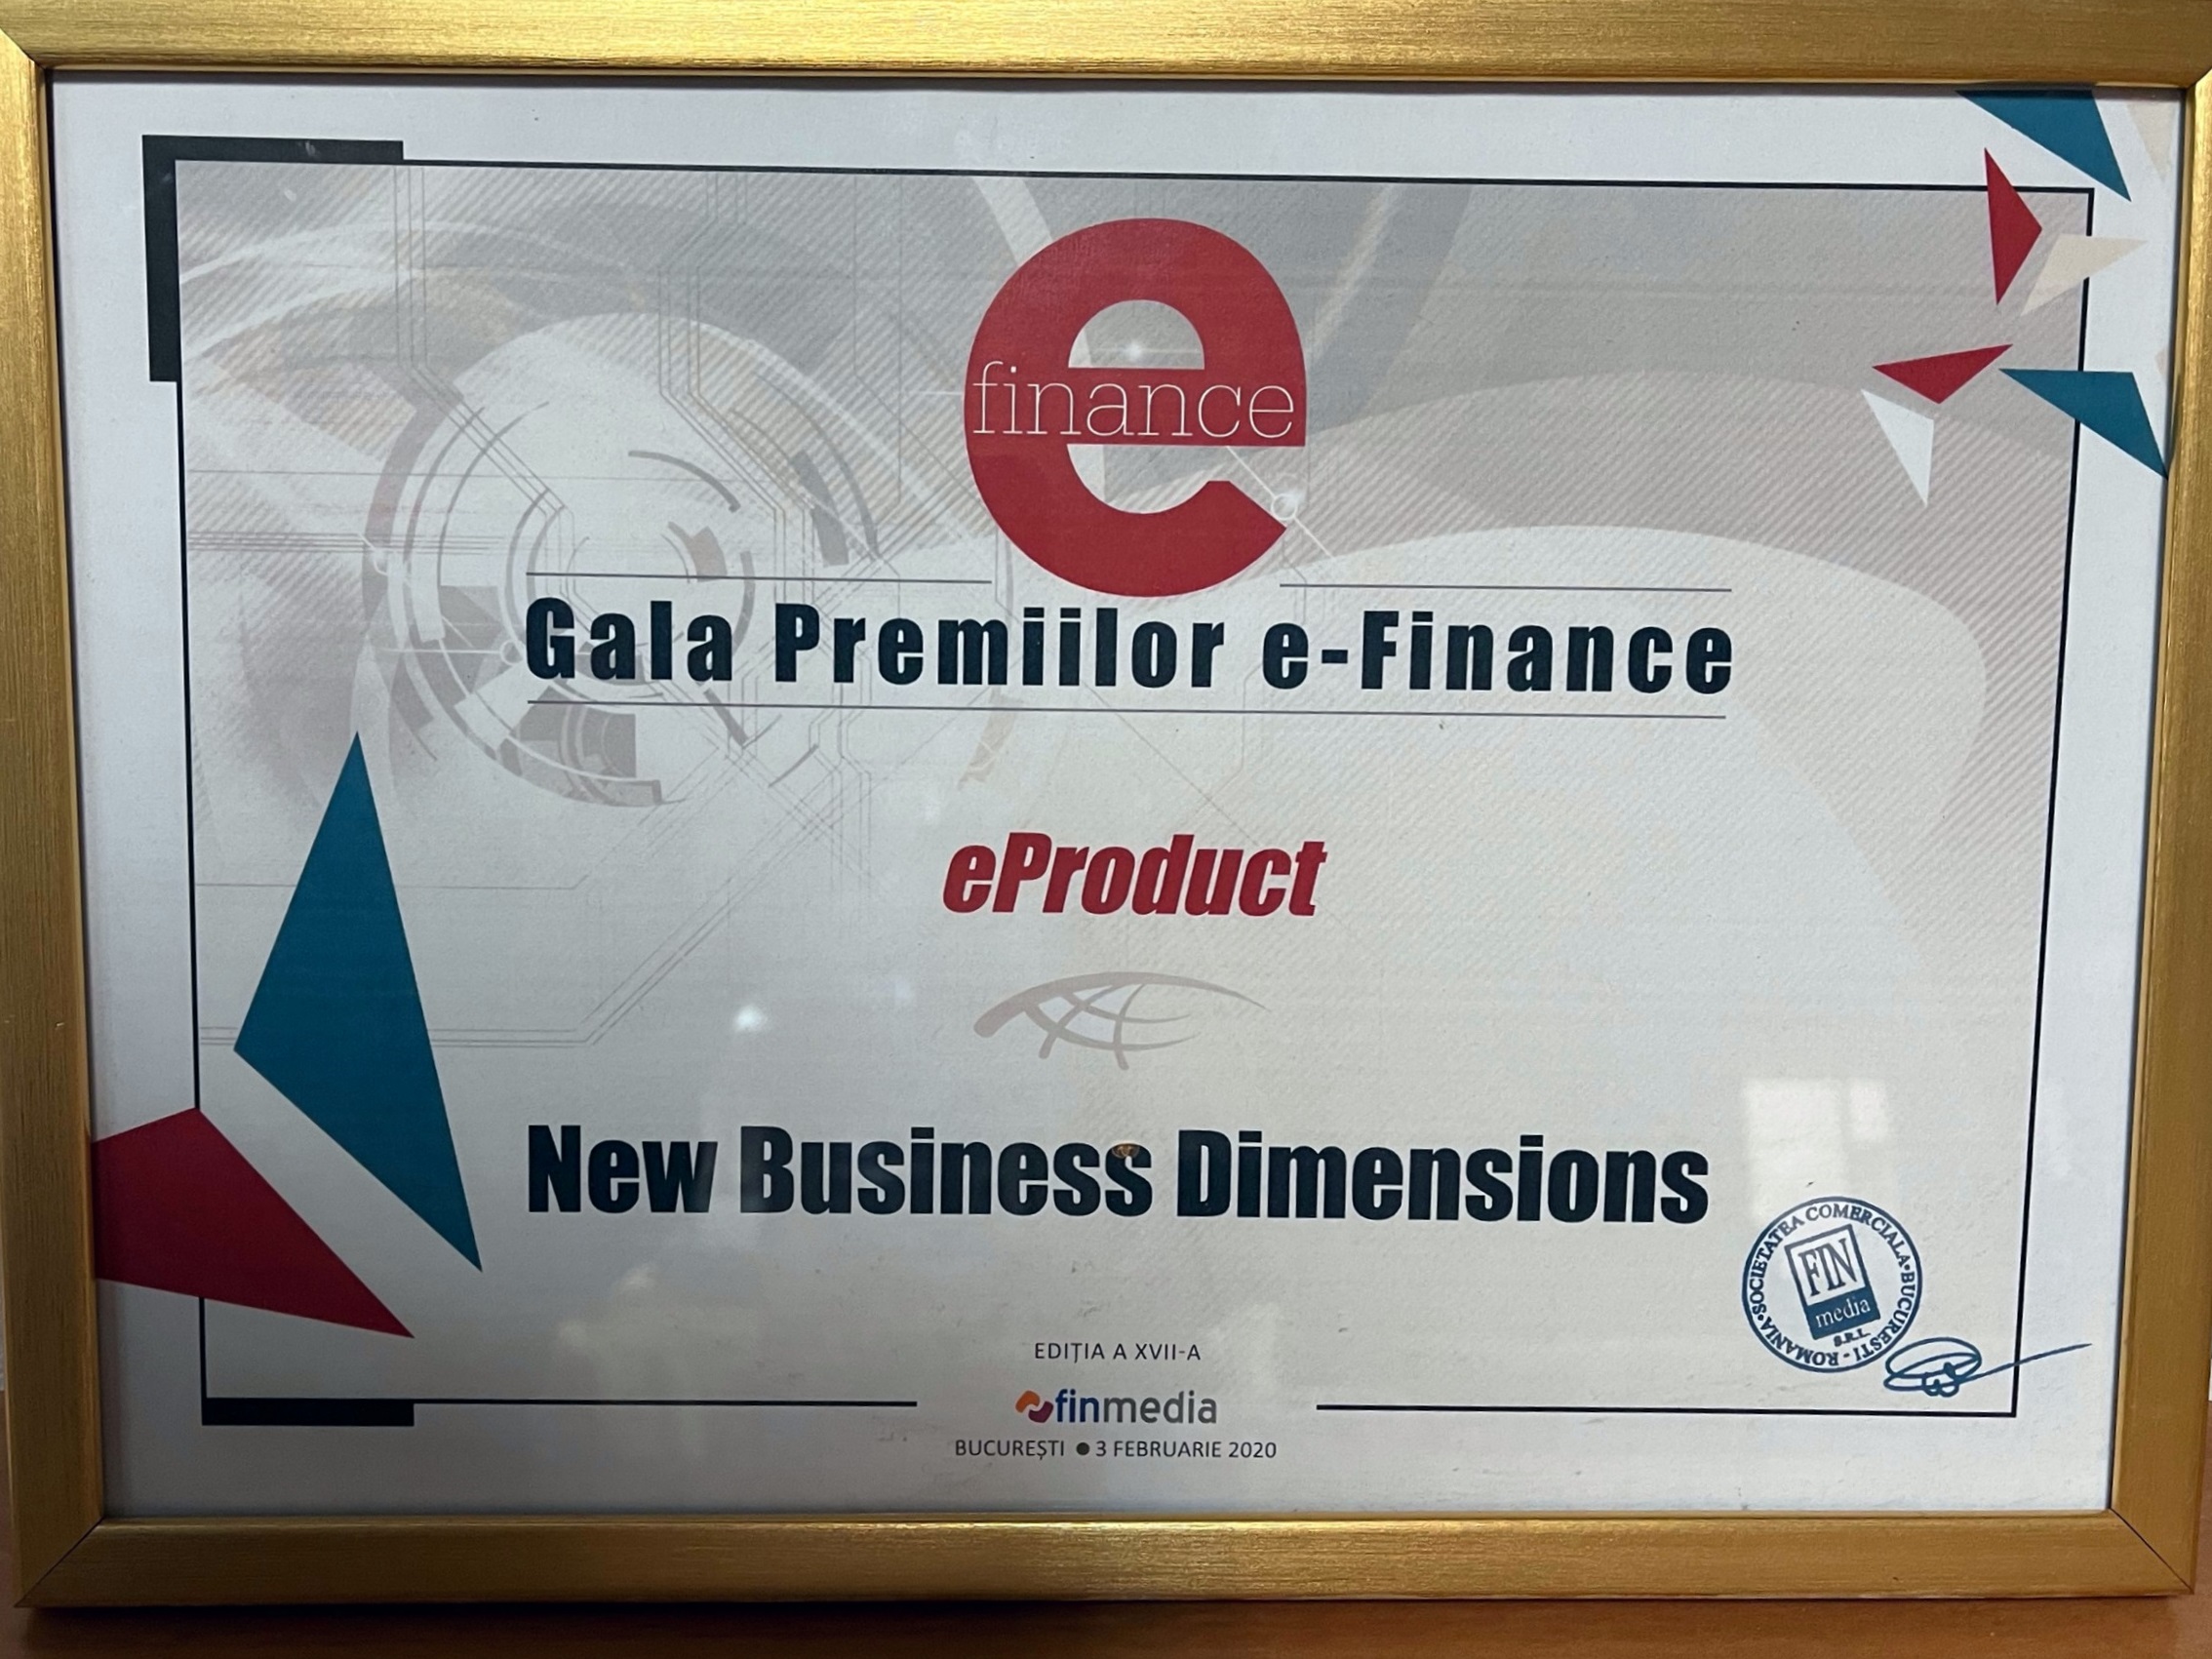 finance
Gala Premiilor e-Finance
eProduct
New Business Dimensions
SOCIETATEA COMERCIALA • BUCURESTI - ROMANIA •
FIN
media
S.R.L.
EDIȚIA A XVII-A
finmedia
BUCUREȘTI ● 3 FEBRUARIE 2020